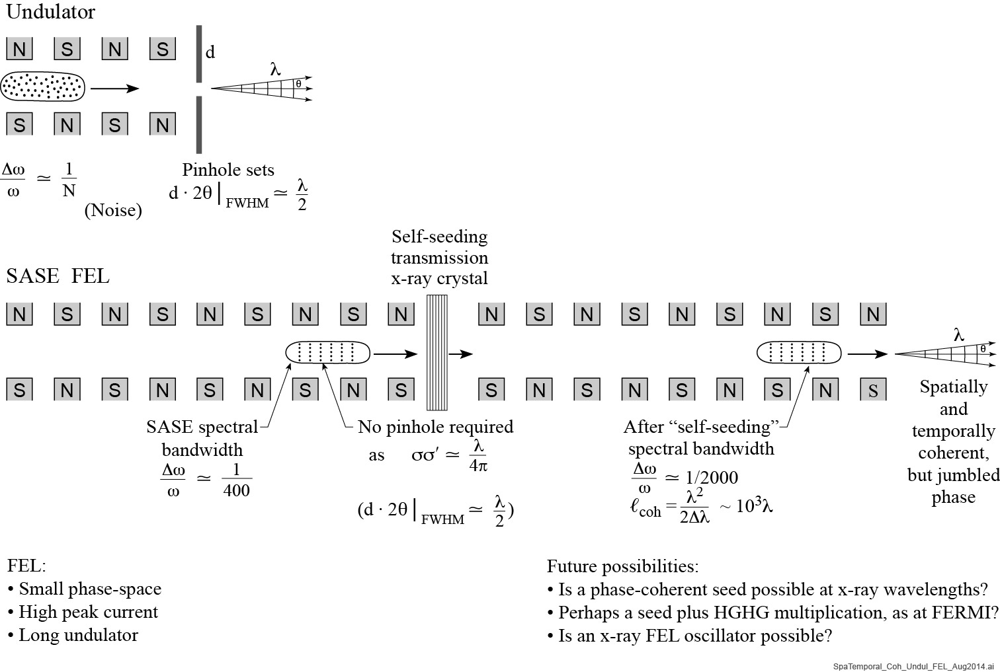 Undulator
N S N S
d
λ
θ
S N S N
Δω/ω ≃ 1/N
(Noise)
Pinhole sets
d · 2θ|FWHM ≃ λ/2
Self-seeding
transmission
x-ray crystal
SASE FEL
N S N S N S N S N
N S N S N S N S N
λ
θ
S N S N S N S N S
S N S N S N S N S
SASE spectral
bandwidth
Δω/ω ≃ 1/400
No pinhole required
as σσ′ ≃ λ/4π
(d · 2θ|FWHM ≃ λ/2)
After “self-seeding”
spectral bandwidth
Δω/ω ≃ 1/2000
ℓcoh = λ²/2Δλ ~ 10³λ
Spatially
and
temporally
coherent,
but jumbled
phase
FEL:
• Small phase-space
• High peak current
• Long undulator
Future possibilities:
• Is a phase-coherent seed possible at x-ray wavelengths?
• Perhaps a seed plus HGHG multiplication, as at FERMI?
• Is an x-ray FEL oscillator possible?
SpaTemporal_Coh_Undul_FEL_Aug2014.ai